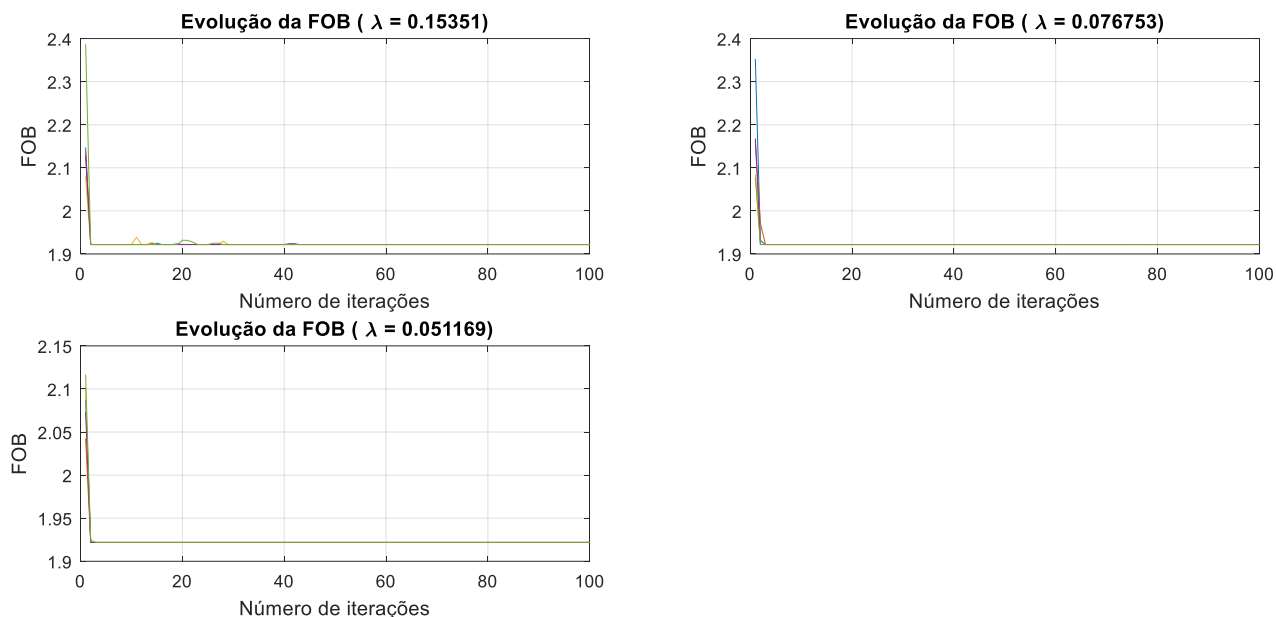 Evolução da FOB ( λ = 0.15351)
2.4
2.3
2.2
2.1
2
1.9
FOB
0 20 40 60 80 100
Número de iterações
Evolução da FOB ( λ = 0.076753)
2.4
2.3
2.2
2.1
2
1.9
FOB
0 20 40 60 80 100
Número de iterações
Evolução da FOB ( λ = 0.051169)
2.15
2.1
2.05
2
1.95
1.9
FOB
0 20 40 60 80 100
Número de iterações